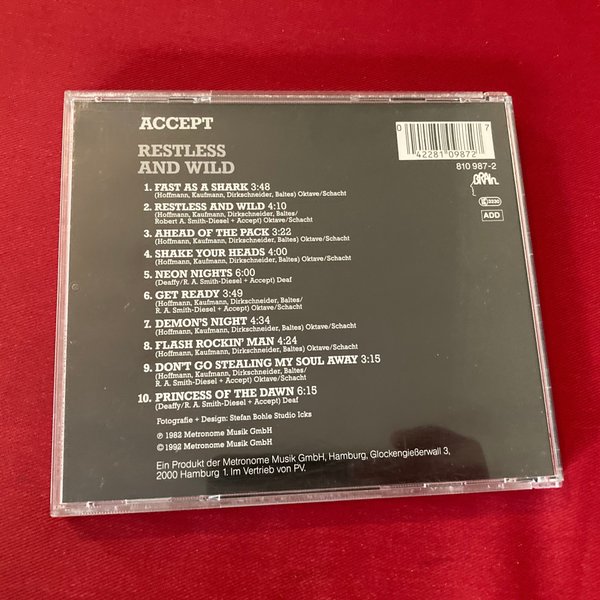 ACCEPT
RESTLESS
AND WILD
1. FAST AS A SHARK 3:48
(Hoffmann, Kaufmann, Dirkschneider, Baltes) Oktave/Schacht
2. RESTLESS AND WILD 4:10
(Hoffmann, Kaufmann, Dirkschneider, Baltes/
Robert A. Smith-Diesel + Accept) Oktave/Schacht
3. AHEAD OF THE PACK 3:22
(Hoffmann, Kaufmann, Dirkschneider, Baltes) Oktave/Schacht
4. SHAKE YOUR HEADS 4:00
(Hoffmann, Kaufmann, Dirkschneider, Baltes) Oktave/Schacht
5. NEON NIGHTS 6:00
(Deaffy/R. A. Smith-Diesel + Accept) Deaf
6. GET READY 3:49
(Hoffmann, Kaufmann, Dirkschneider, Baltes/
R. A. Smith-Diesel + Accept) Oktave/Schacht
7. DEMON'S NIGHT 4:34
(Hoffmann, Kaufmann, Dirkschneider, Baltes) Oktave/Schacht
8. FLASH ROCKIN' MAN 4:24
(Hoffmann, Kaufmann, Dirkschneider, Baltes) Oktave/Schacht
9. DON'T GO STEALING MY SOUL AWAY 3:15
(Hoffmann, Kaufmann, Dirkschneider, Baltes) Oktave/Schacht
10. PRINCESS OF THE DAWN 6:15
(Deaffy/R. A. Smith-Diesel + Accept) Deaf
Fotografie + Design: Stefan Bohle Studio Icks
℗ 1982 Metronome Musik GmbH
© 1992 Metronome Musik GmbH
Ein Produkt der Metronome Musik GmbH, Hamburg, Glockengießerwall 3,
2000 Hamburg 1. Im Vertrieb von PV.
0 42281 09872 7
810 987-2
BRAIN
LC 2230
ADD